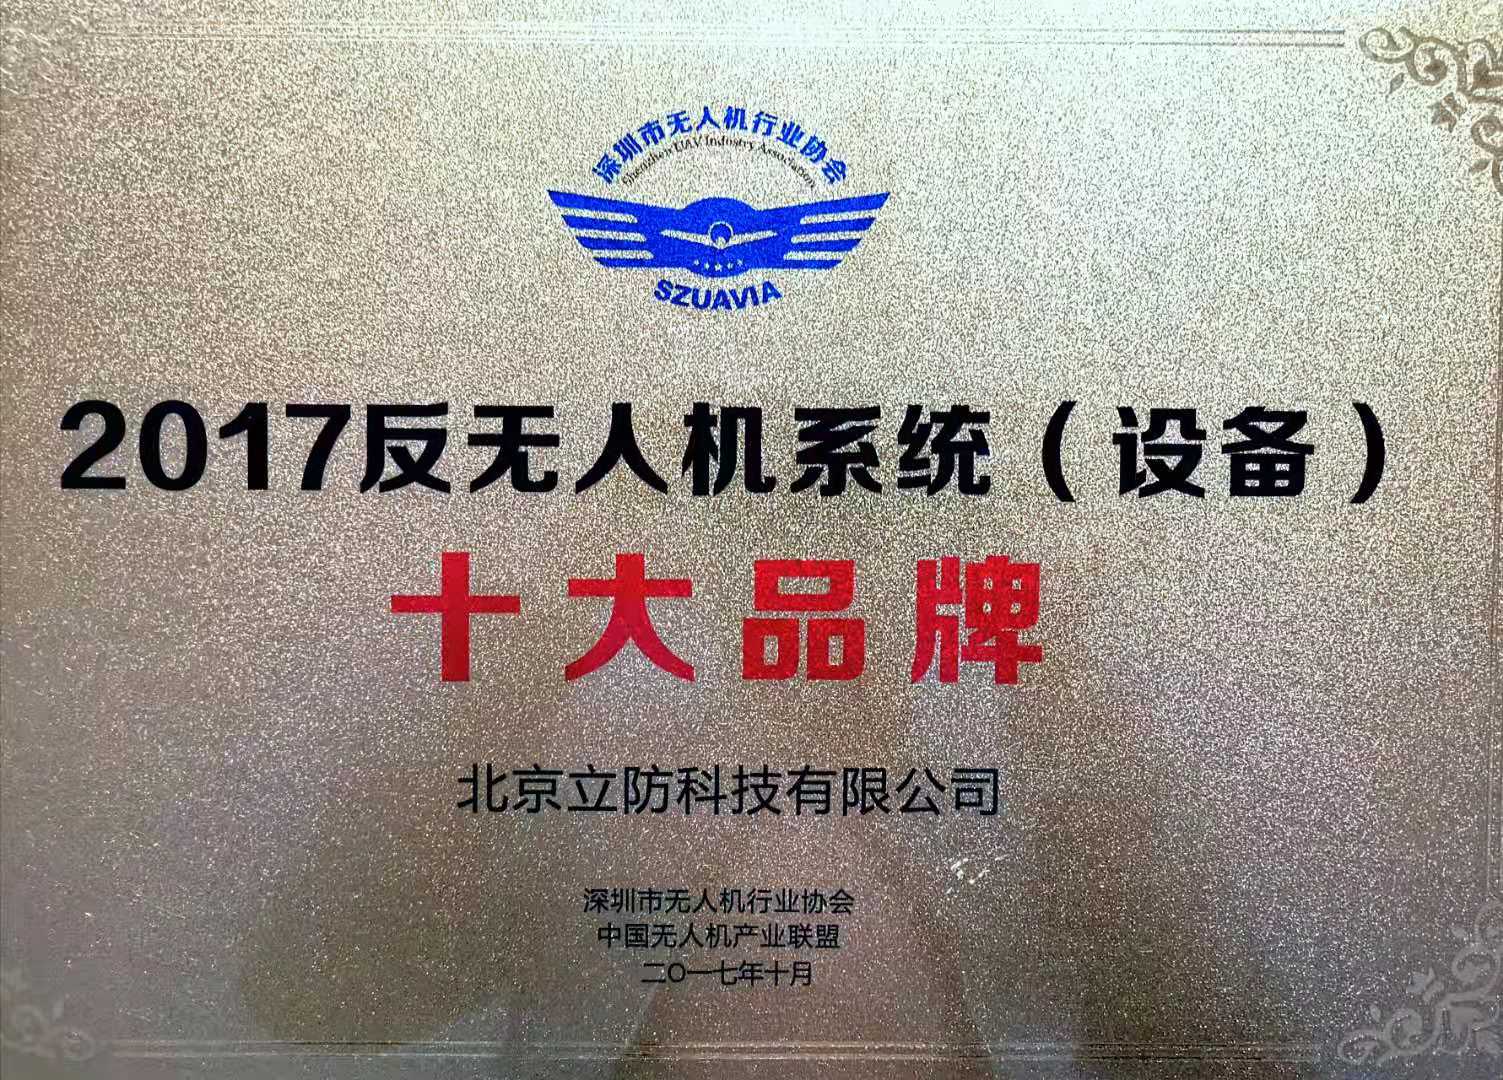 深圳市无人机行业协会
Shenzhen UAV Industry Association
SZUAVIA
2017反无人机系统（设备）
十大品牌
北京立防科技有限公司
深圳市无人机行业协会
中国无人机产业联盟
二〇一七年十月